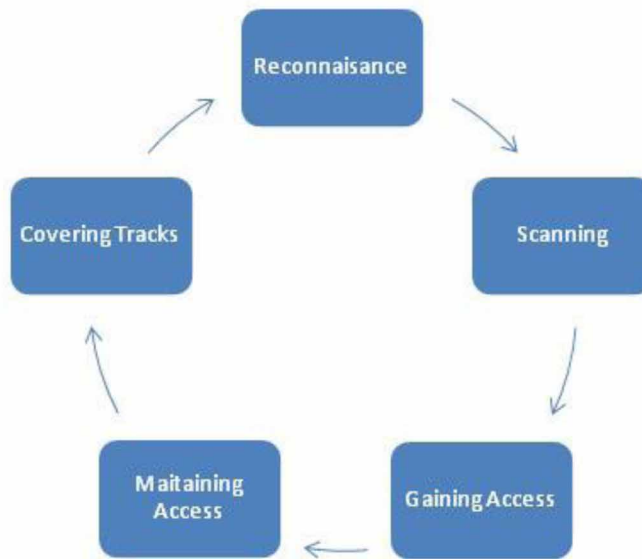 Reconnaisance
Scanning
Gaining Access
Maitaining
Access
Covering Tracks